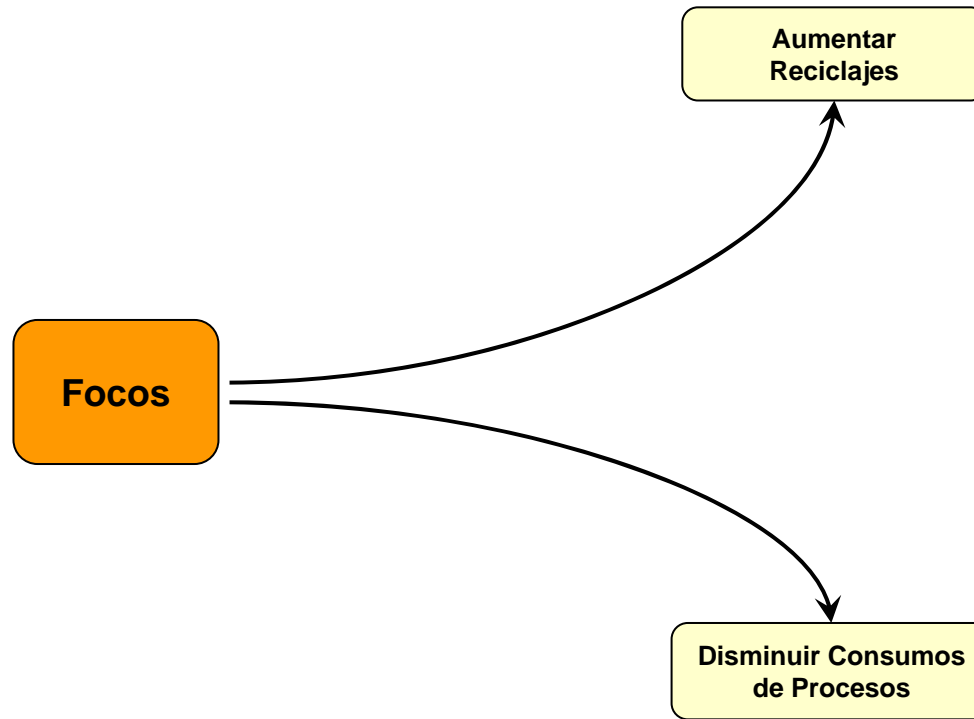 Aumentar
Reciclajes
Focos
Disminuir Consumos
de Procesos